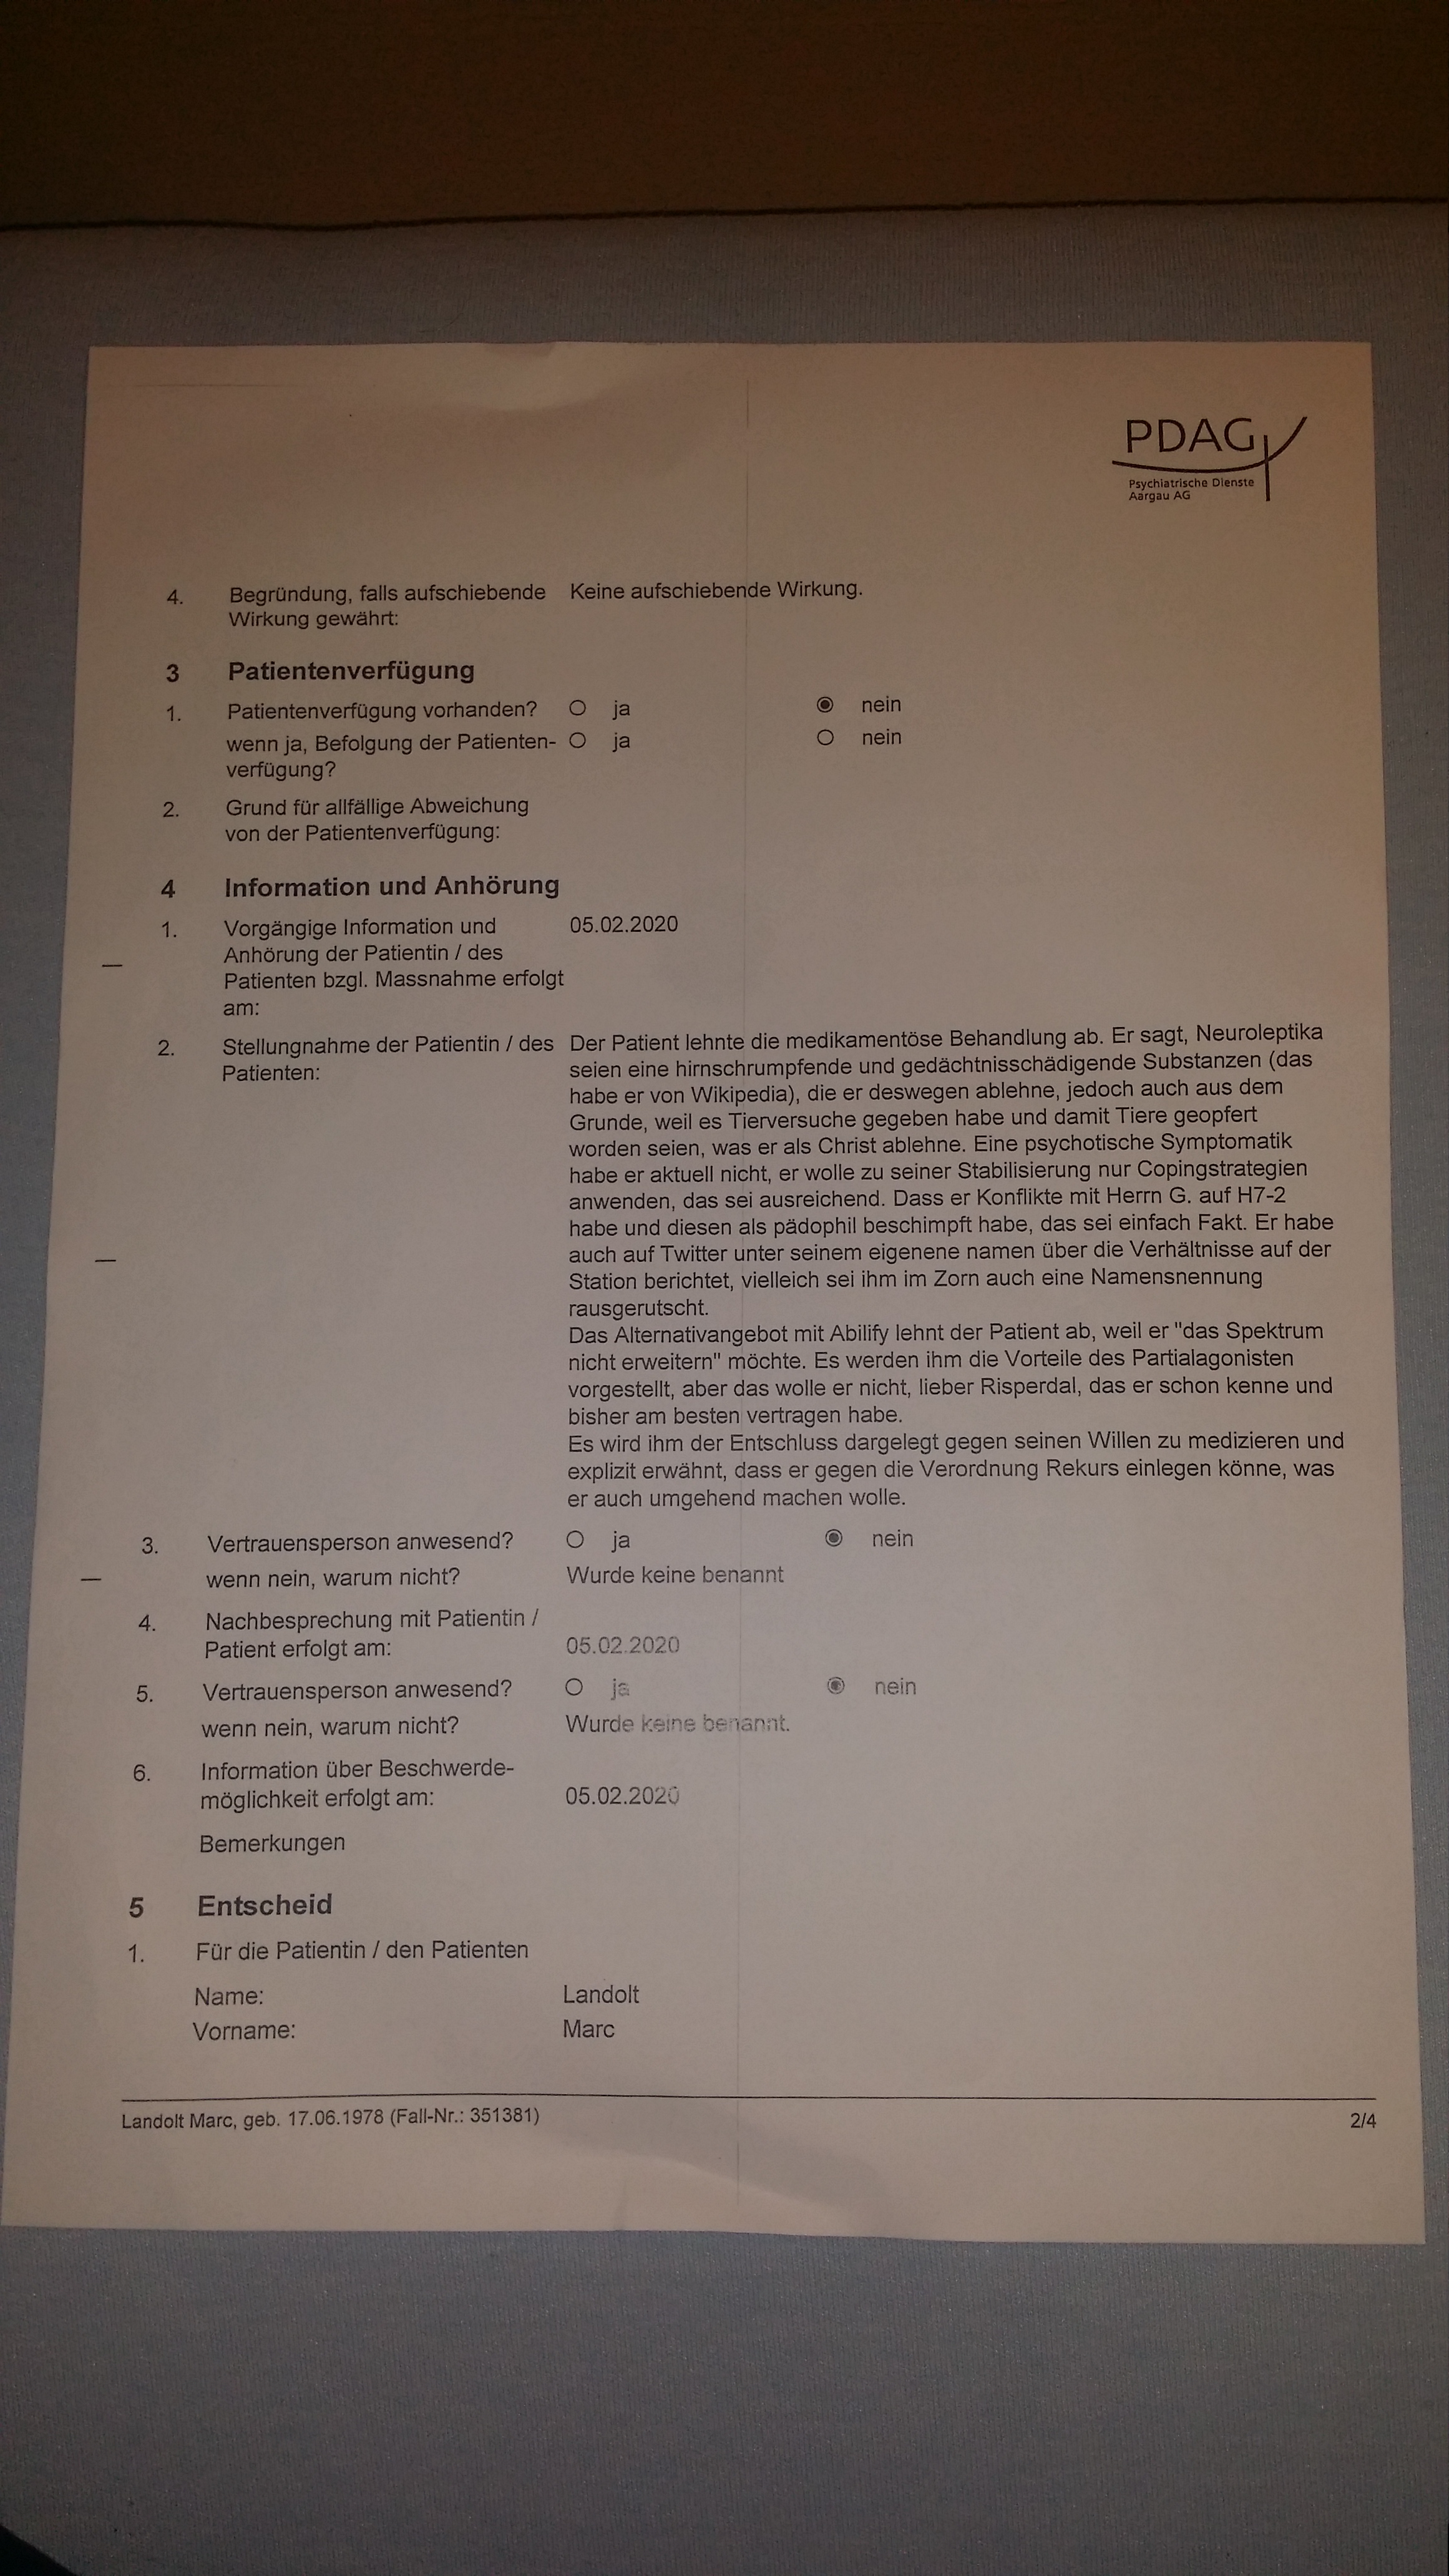 PDAG
Psychiatrische Dienste
Aargau AG
4. Begründung, falls aufschiebende Keine aufschiebende Wirkung.
Wirkung gewährt:
3 Patientenverfügung
1. Patientenverfügung vorhanden? ja nein
wenn ja, Befolgung der Patienten- ja nein
verfügung?
2. Grund für allfällige Abweichung
von der Patientenverfügung:
4 Information und Anhörung
1. Vorgängige Information und 05.02.2020
Anhörung der Patientin / des
Patienten bzgl. Massnahme erfolgt
am:
2. Stellungnahme der Patientin / des
Patienten:
Der Patient lehnte die medikamentöse Behandlung ab. Er sagt, Neuroleptika
seien eine hirnschrumpfende und gedächtnisschädigende Substanzen (das
habe er von Wikipedia), die er deswegen ablehne, jedoch auch aus dem
Grunde, weil es Tierversuche gegeben habe und damit Tiere geopfert
worden seien, was er als Christ ablehne. Eine psychotische Symptomatik
habe er aktuell nicht, er wolle zu seiner Stabilisierung nur Copingstrategien
anwenden, das sei ausreichend. Dass er Konflikte mit Herrn G. auf H7-2
habe und diesen als pädophil beschimpft habe, das sei einfach Fakt. Er habe
auch auf Twitter unter seinem eigenene namen über die Verhältnisse auf der
Station berichtet, vielleich sei ihm im Zorn auch eine Namensnennung
rausgerutscht.
Das Alternativangebot mit Abilify lehnt der Patient ab, weil er "das Spektrum
nicht erweitern" möchte. Es werden ihm die Vorteile des Partialagonisten
vorgestellt, aber das wolle er nicht, lieber Risperdal, das er schon kenne und
bisher am besten vertragen habe.
Es wird ihm der Entschluss dargelegt gegen seinen Willen zu medizieren und
explizit erwähnt, dass er gegen die Verordnung Rekurs einlegen könne, was
er auch umgehend machen wolle.
3. Vertrauensperson anwesend? ja nein
wenn nein, warum nicht? Wurde keine benannt
4. Nachbesprechung mit Patientin /
Patient erfolgt am: 05.02.2020
5. Vertrauensperson anwesend? ja nein
wenn nein, warum nicht? Wurde keine benannt.
6. Information über Beschwerde-
möglichkeit erfolgt am: 05.02.2020
Bemerkungen
5 Entscheid
1. Für die Patientin / den Patienten
Name: Landolt
Vorname: Marc
Landolt Marc, geb. 17.06.1978 (Fall-Nr.: 351381) 2/4